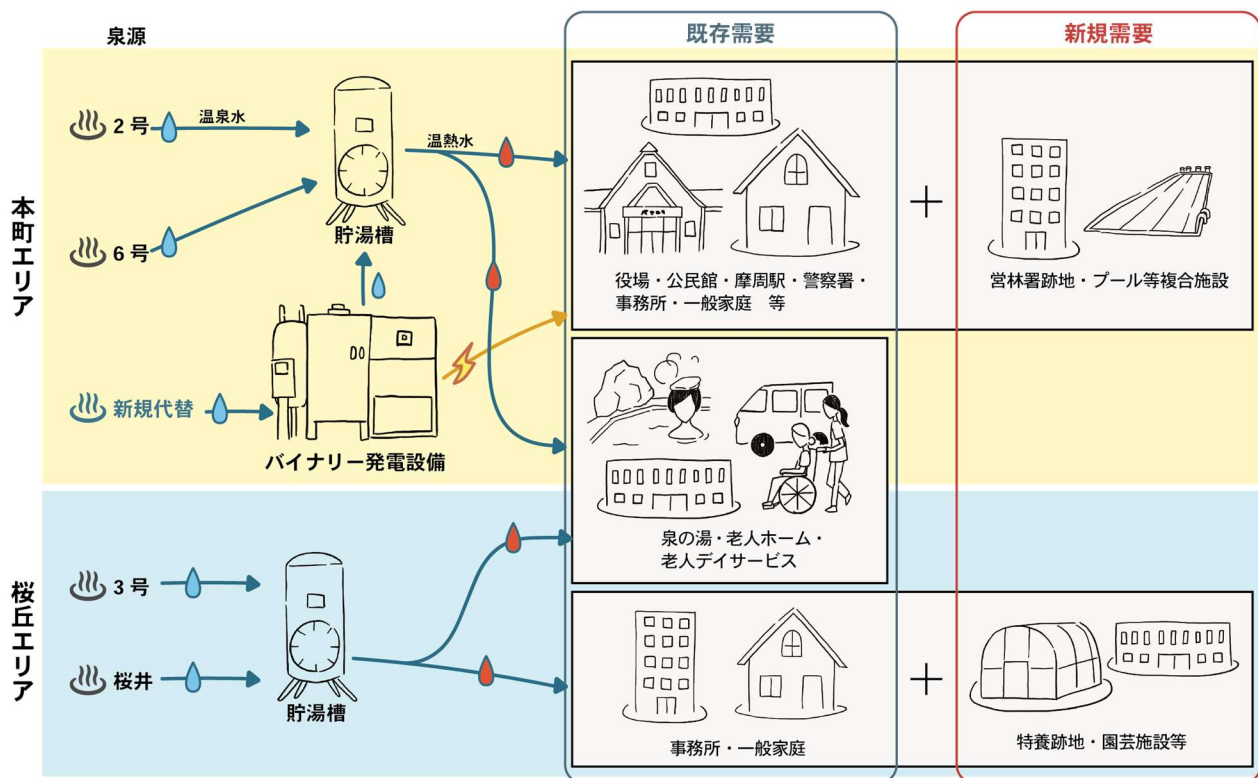 泉源
既存需要
新規需要
本町エリア
2号
温泉水
6号
貯湯槽
温熱水
新規代替
バイナリー発電設備
役場・公民館・摩周駅・警察署・
事務所・一般家庭 等
営林署跡地・プール等複合施設
泉の湯・老人ホーム・
老人デイサービス
桜丘エリア
3号
桜井
貯湯槽
事務所・一般家庭
特養跡地・園芸施設等